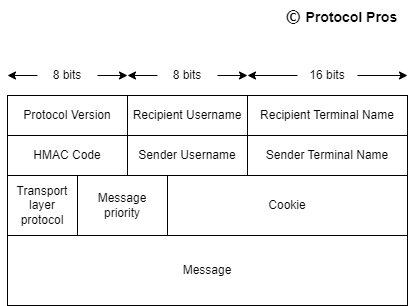 © Protocol Pros
8 bits 8 bits 16 bits
Protocol Version Recipient Username Recipient Terminal Name
HMAC Code Sender Username Sender Terminal Name
Transport
layer
protocol
Message
priority
Cookie
Message